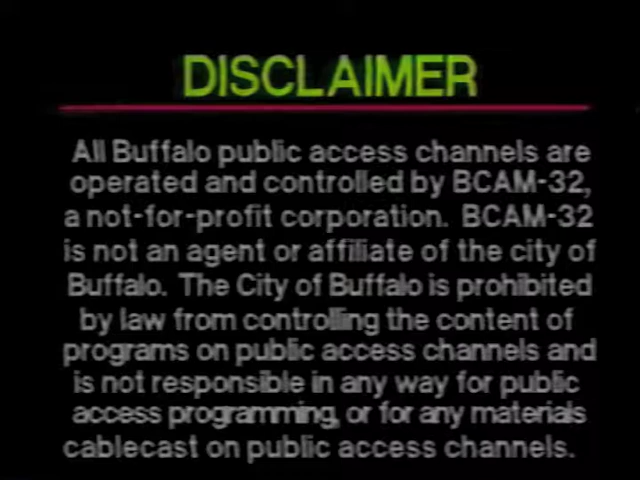 DISCLAIMER
All Buffalo public access channels are
operated and controlled by BCAM-32,
a not-for-profit corporation. BCAM-32
is not an agent or affiliate of the city of
Buffalo. The City of Buffalo is prohibited
by law from controlling the content of
programs on public access channels and
is not responsible in any way for public
access programming, or for any materials
cablecast on public access channels.